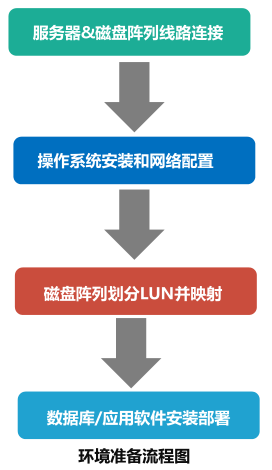 服务器&磁盘阵列线路连接
操作系统安装和网络配置
磁盘阵列划分LUN并映射
数据库/应用软件安装部署
环境准备流程图